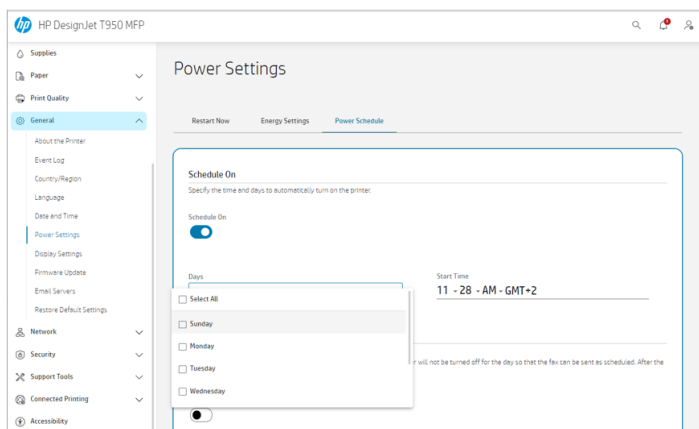 hp HP DesignJet T950 MFP
Supplies
Paper
Print Quality
General
About the Printer
Event Log
Country/Region
Language
Date and Time
Power Settings
Display Settings
Firmware Update
Email Servers
Restore Default Settings
Network
Security
Support Tools
Connected Printing
Accessibility
Power Settings
Restart Now Energy Settings Power Schedule
Schedule On
Specify the time and days to automatically turn on the printer.
Schedule On
Days
Select All
Sunday
Monday
Tuesday
Wednesday
Start Time
11 - 28 - AM - GMT+2
will not be turned off for the day so that the fax can be sent as scheduled. After the